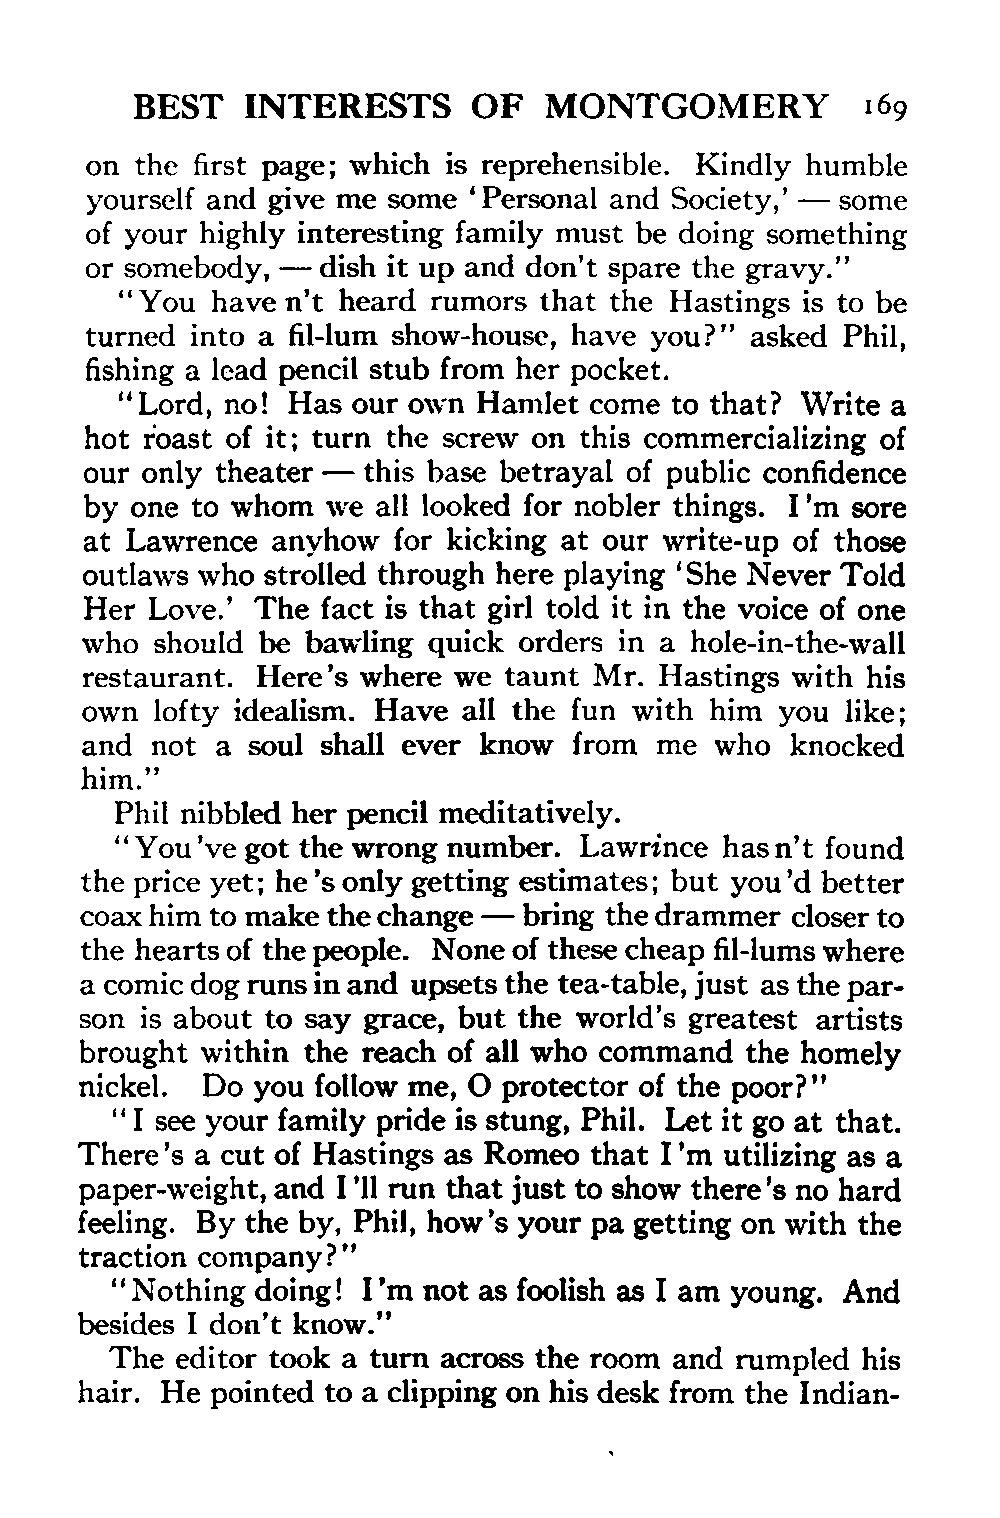 BEST INTERESTS OF MONTGOMERY 169
on the first page; which is reprehensible. Kindly humble
yourself and give me some ‘Personal and Society,’ — some
of your highly interesting family must be doing something
or somebody, — dish it up and don't spare the gravy.”
“You have n't heard rumors that the Hastings is to be
turned into a fil-lum show-house, have you?” asked Phil,
fishing a lead pencil stub from her pocket.
“Lord, no! Has our own Hamlet come to that? Write a
hot roast of it; turn the screw on this commercializing of
our only theater — this base betrayal of public confidence
by one to whom we all looked for nobler things. I 'm sore
at Lawrence anyhow for kicking at our write-up of those
outlaws who strolled through here playing ‘She Never Told
Her Love.’ The fact is that girl told it in the voice of one
who should be bawling quick orders in a hole-in-the-wall
restaurant. Here 's where we taunt Mr. Hastings with his
own lofty idealism. Have all the fun with him you like;
and not a soul shall ever know from me who knocked
him.”
Phil nibbled her pencil meditatively.
“You 've got the wrong number. Lawrince has n't found
the price yet; he 's only getting estimates; but you 'd better
coax him to make the change — bring the drammer closer to
the hearts of the people. None of these cheap fil-lums where
a comic dog runs in and upsets the tea-table, just as the par-
son is about to say grace, but the world's greatest artists
brought within the reach of all who command the homely
nickel. Do you follow me, O protector of the poor?”
“I see your family pride is stung, Phil. Let it go at that.
There 's a cut of Hastings as Romeo that I 'm utilizing as a
paper-weight, and I 'll run that just to show there 's no hard
feeling. By the by, Phil, how 's your pa getting on with the
traction company?”
“Nothing doing! I 'm not as foolish as I am young. And
besides I don't know.”
The editor took a turn across the room and rumpled his
hair. He pointed to a clipping on his desk from the Indian-